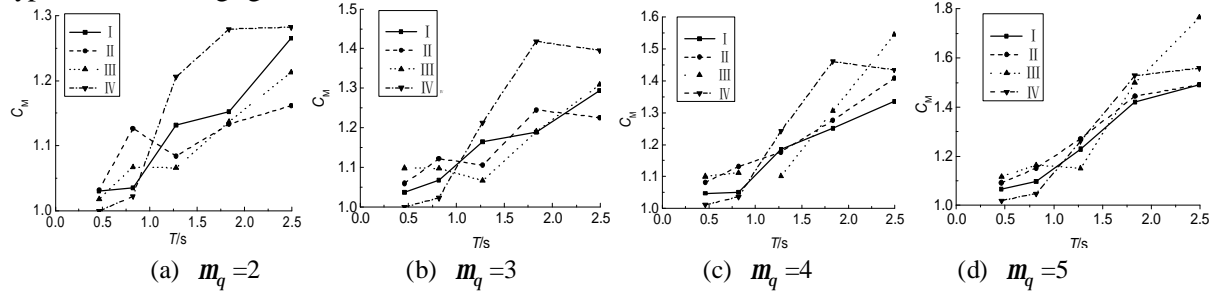 1.3
1.2
1.1
1.0
C_M
I
II
III
IV
0.0 0.5 1.0 1.5 2.0 2.5
T/s
(a) m_q =2
1.5
1.4
1.3
1.2
1.1
1.0
C_M
I
II
III
IV 。
0.0 0.5 1.0 1.5 2.0 2.5
T/s
(b) m_q =3
1.6
1.5
1.4
1.3
1.2
1.1
1.0
C_M
I
II
III
IV
0.0 0.5 1.0 1.5 2.0 2.5
T/s
(c) m_q =4
1.8
1.6
1.4
1.2
1.0
C_M
I
II
III
IV
0.0 0.5 1.0 1.5 2.0 2.5
T/s
(d) m_q =5